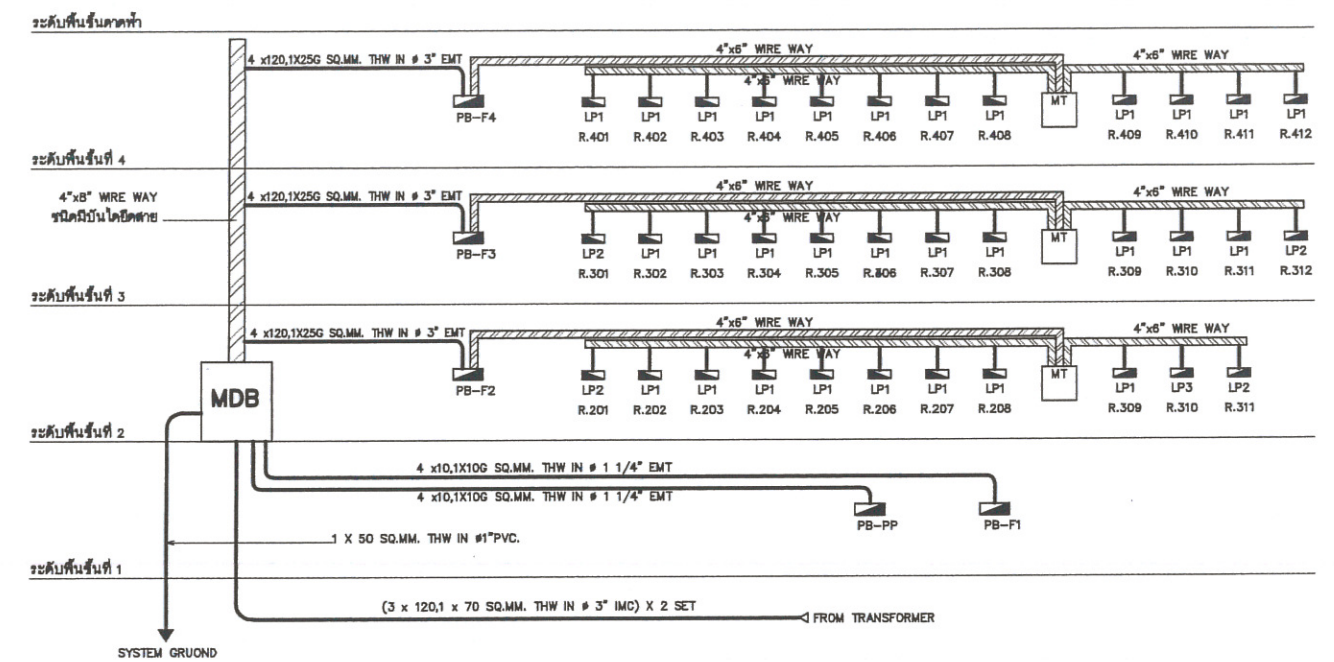 ระดับพื้นชั้นดาดฟ้า
4 x120,1X25G SQ.MM. THW IN ø 3" EMT
4"x6" WIRE WAY
4"x6" WIRE WAY
4"x6" WIRE WAY
PB-F4
LP1 LP1 LP1 LP1 LP1 LP1 LP1 LP1 MT LP1 LP1 LP1 LP1
R.401 R.402 R.403 R.404 R.405 R.406 R.407 R.408 R.409 R.410 R.411 R.412
ระดับพื้นชั้นที่ 4
4"x8" WIRE WAY
ชนิดมีบันไดยึดสาย
4 x120,1X25G SQ.MM. THW IN ø 3" EMT
4"x6" WIRE WAY
4"x6" WIRE WAY
4"x6" WIRE WAY
PB-F3
LP2 LP1 LP1 LP1 LP1 LP1 LP1 LP1 MT LP1 LP1 LP1 LP2
R.301 R.302 R.303 R.304 R.305 R.306 R.307 R.308 R.309 R.310 R.311 R.312
ระดับพื้นชั้นที่ 3
4 x120,1X25G SQ.MM. THW IN ø 3" EMT
4"x6" WIRE WAY
4"x6" WIRE WAY
4"x6" WIRE WAY
MDB
PB-F2
LP2 LP1 LP1 LP1 LP1 LP1 LP1 LP1 MT LP1 LP3 LP2
R.201 R.202 R.203 R.204 R.205 R.206 R.207 R.208 R.309 R.310 R.311
ระดับพื้นชั้นที่ 2
4 x10,1X10G SQ.MM. THW IN ø 1 1/4" EMT
4 x10,1X10G SQ.MM. THW IN ø 1 1/4" EMT
PB-PP PB-F1
1 X 50 SQ.MM. THW IN ø1"PVC.
ระดับพื้นชั้นที่ 1
(3 x 120,1 x 70 SQ.MM. THW IN ø 3" IMC) X 2 SET
FROM TRANSFORMER
SYSTEM GRUOND